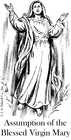 Assumption of the
Blessed Virgin Mary